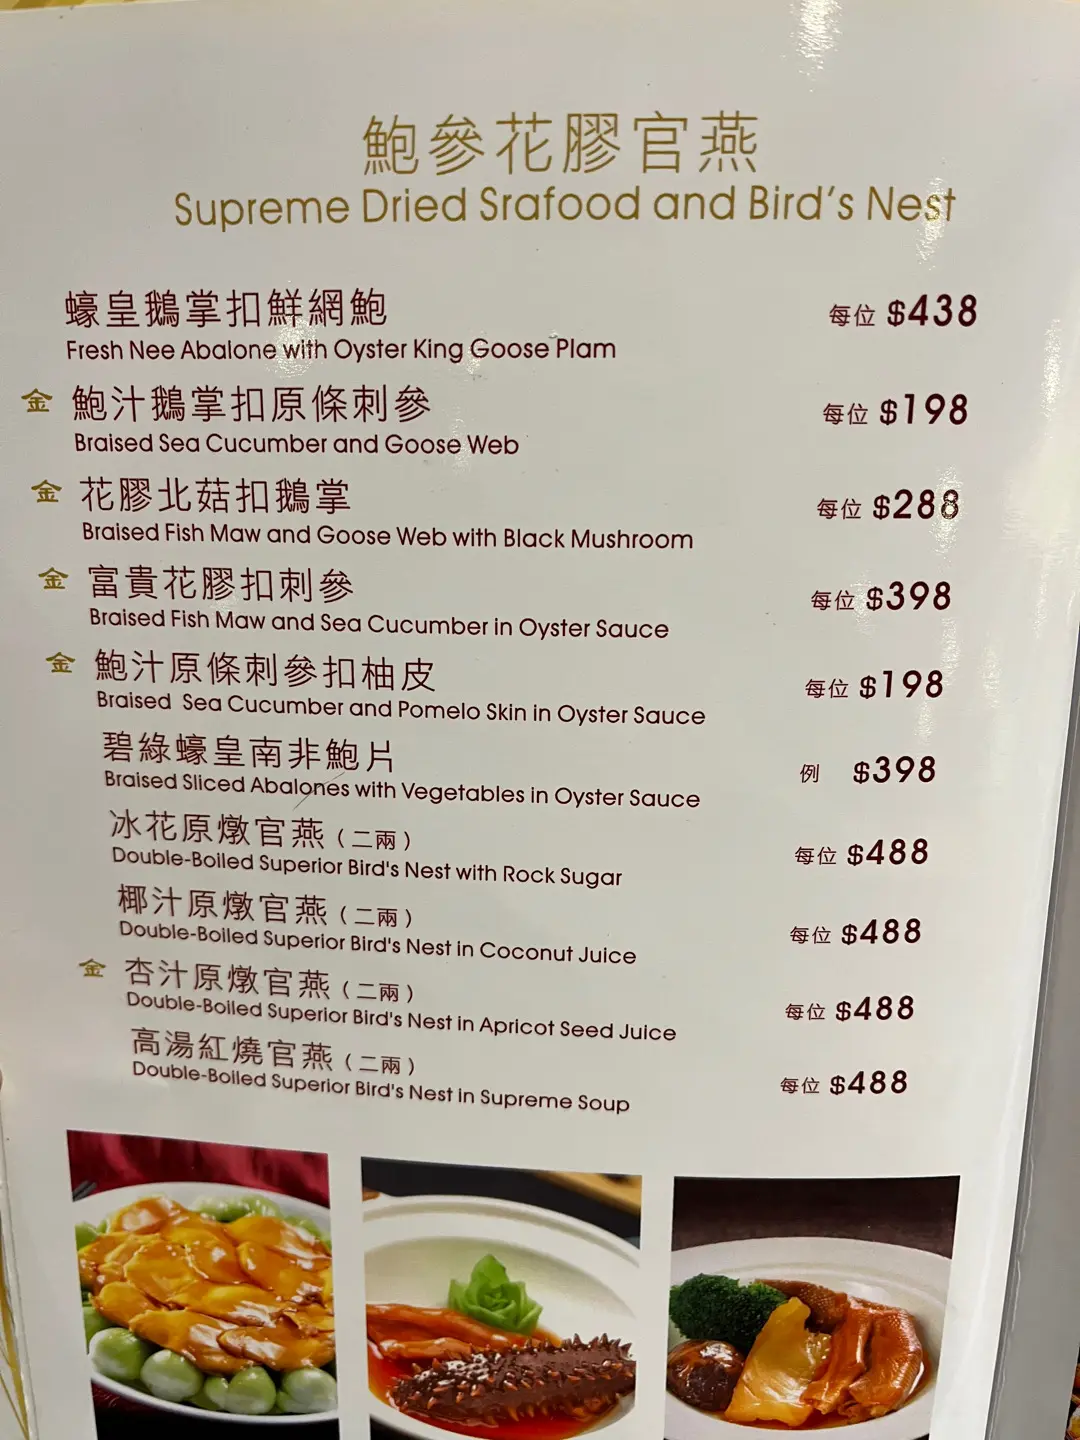 鮑參花膠官燕
Supreme Dried Srafood and Bird's Nest
蠔皇鵝掌扣鮮網鮑 每位 $438
Fresh Nee Abalone with Oyster King Goose Plam
金 鮑汁鵝掌扣原條刺參 每位 $198
Braised Sea Cucumber and Goose Web
金 花膠北菇扣鵝掌 每位 $288
Braised Fish Maw and Goose Web with Black Mushroom
金 富貴花膠扣刺參 每位 $398
Braised Fish Maw and Sea Cucumber in Oyster Sauce
金 鮑汁原條刺參扣柚皮 每位 $198
Braised Sea Cucumber and Pomelo Skin in Oyster Sauce
碧綠蠔皇南非鮑片 例 $398
Braised Sliced Abalones with Vegetables in Oyster Sauce
冰花原燉官燕（二兩） 每位 $488
Double-Boiled Superior Bird's Nest with Rock Sugar
椰汁原燉官燕（二兩） 每位 $488
Double-Boiled Superior Bird's Nest in Coconut Juice
金 杏汁原燉官燕（二兩） 每位 $488
Double-Boiled Superior Bird's Nest in Apricot Seed Juice
高湯紅燒官燕（二兩） 每位 $488
Double-Boiled Superior Bird's Nest in Supreme Soup